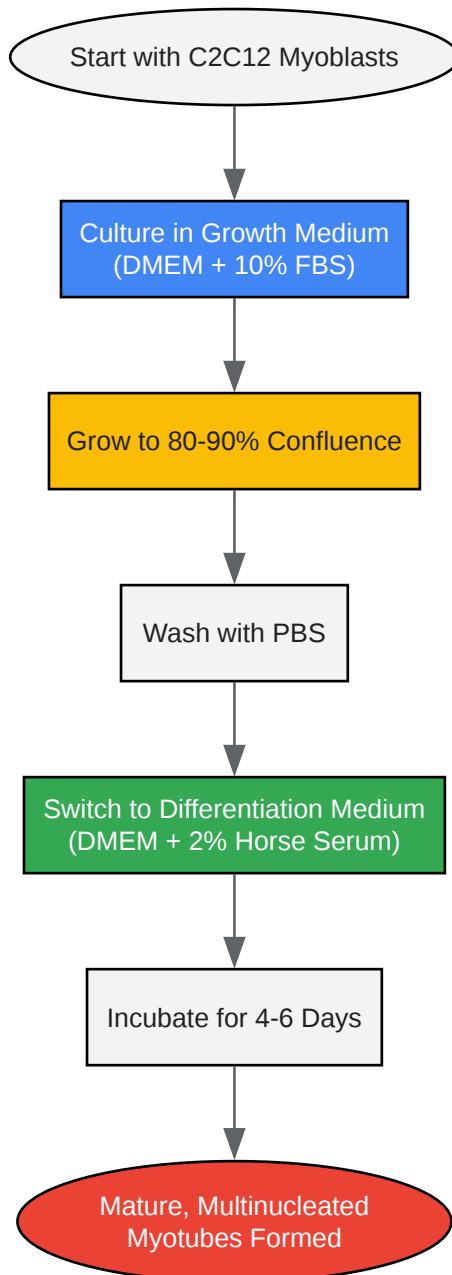 Start with C2C12 Myoblasts
Culture in Growth Medium
(DMEM + 10% FBS)
Grow to 80-90% Confluence
Wash with PBS
Switch to Differentiation Medium
(DMEM + 2% Horse Serum)
Incubate for 4-6 Days
Mature, Multinucleated
Myotubes Formed